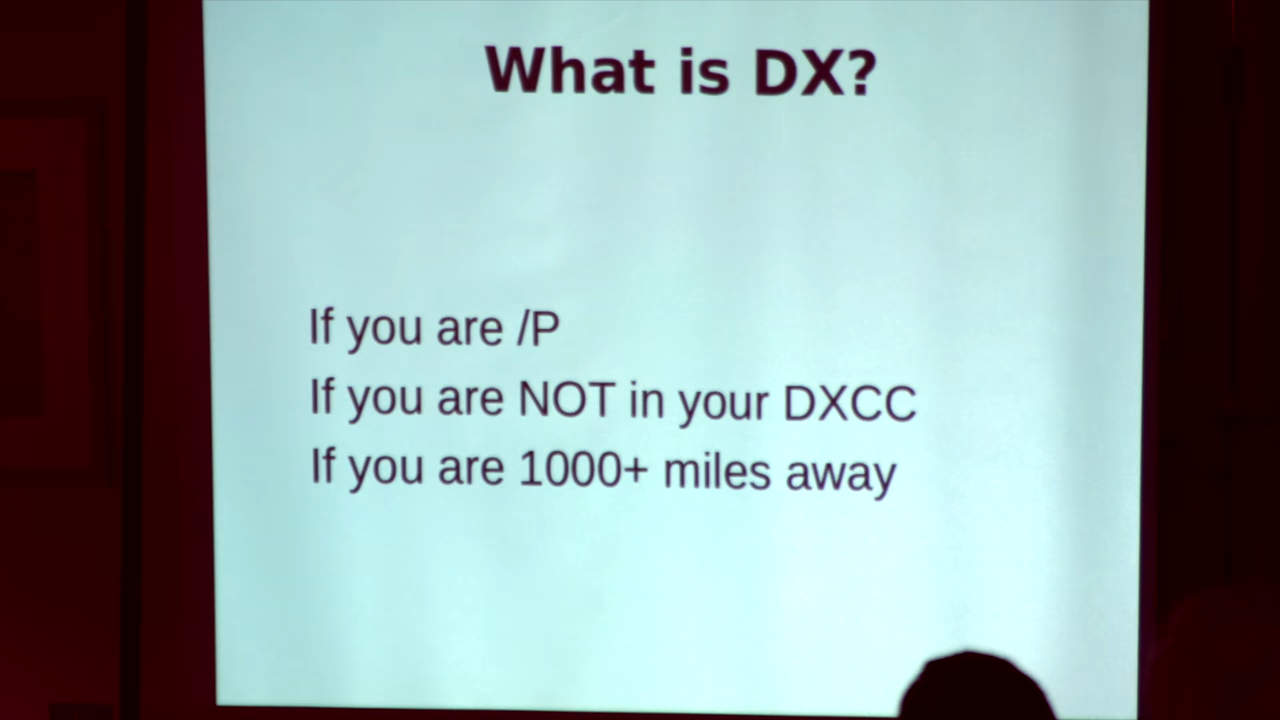 What is DX?
If you are /P
If you are NOT in your DXCC
If you are 1000+ miles away